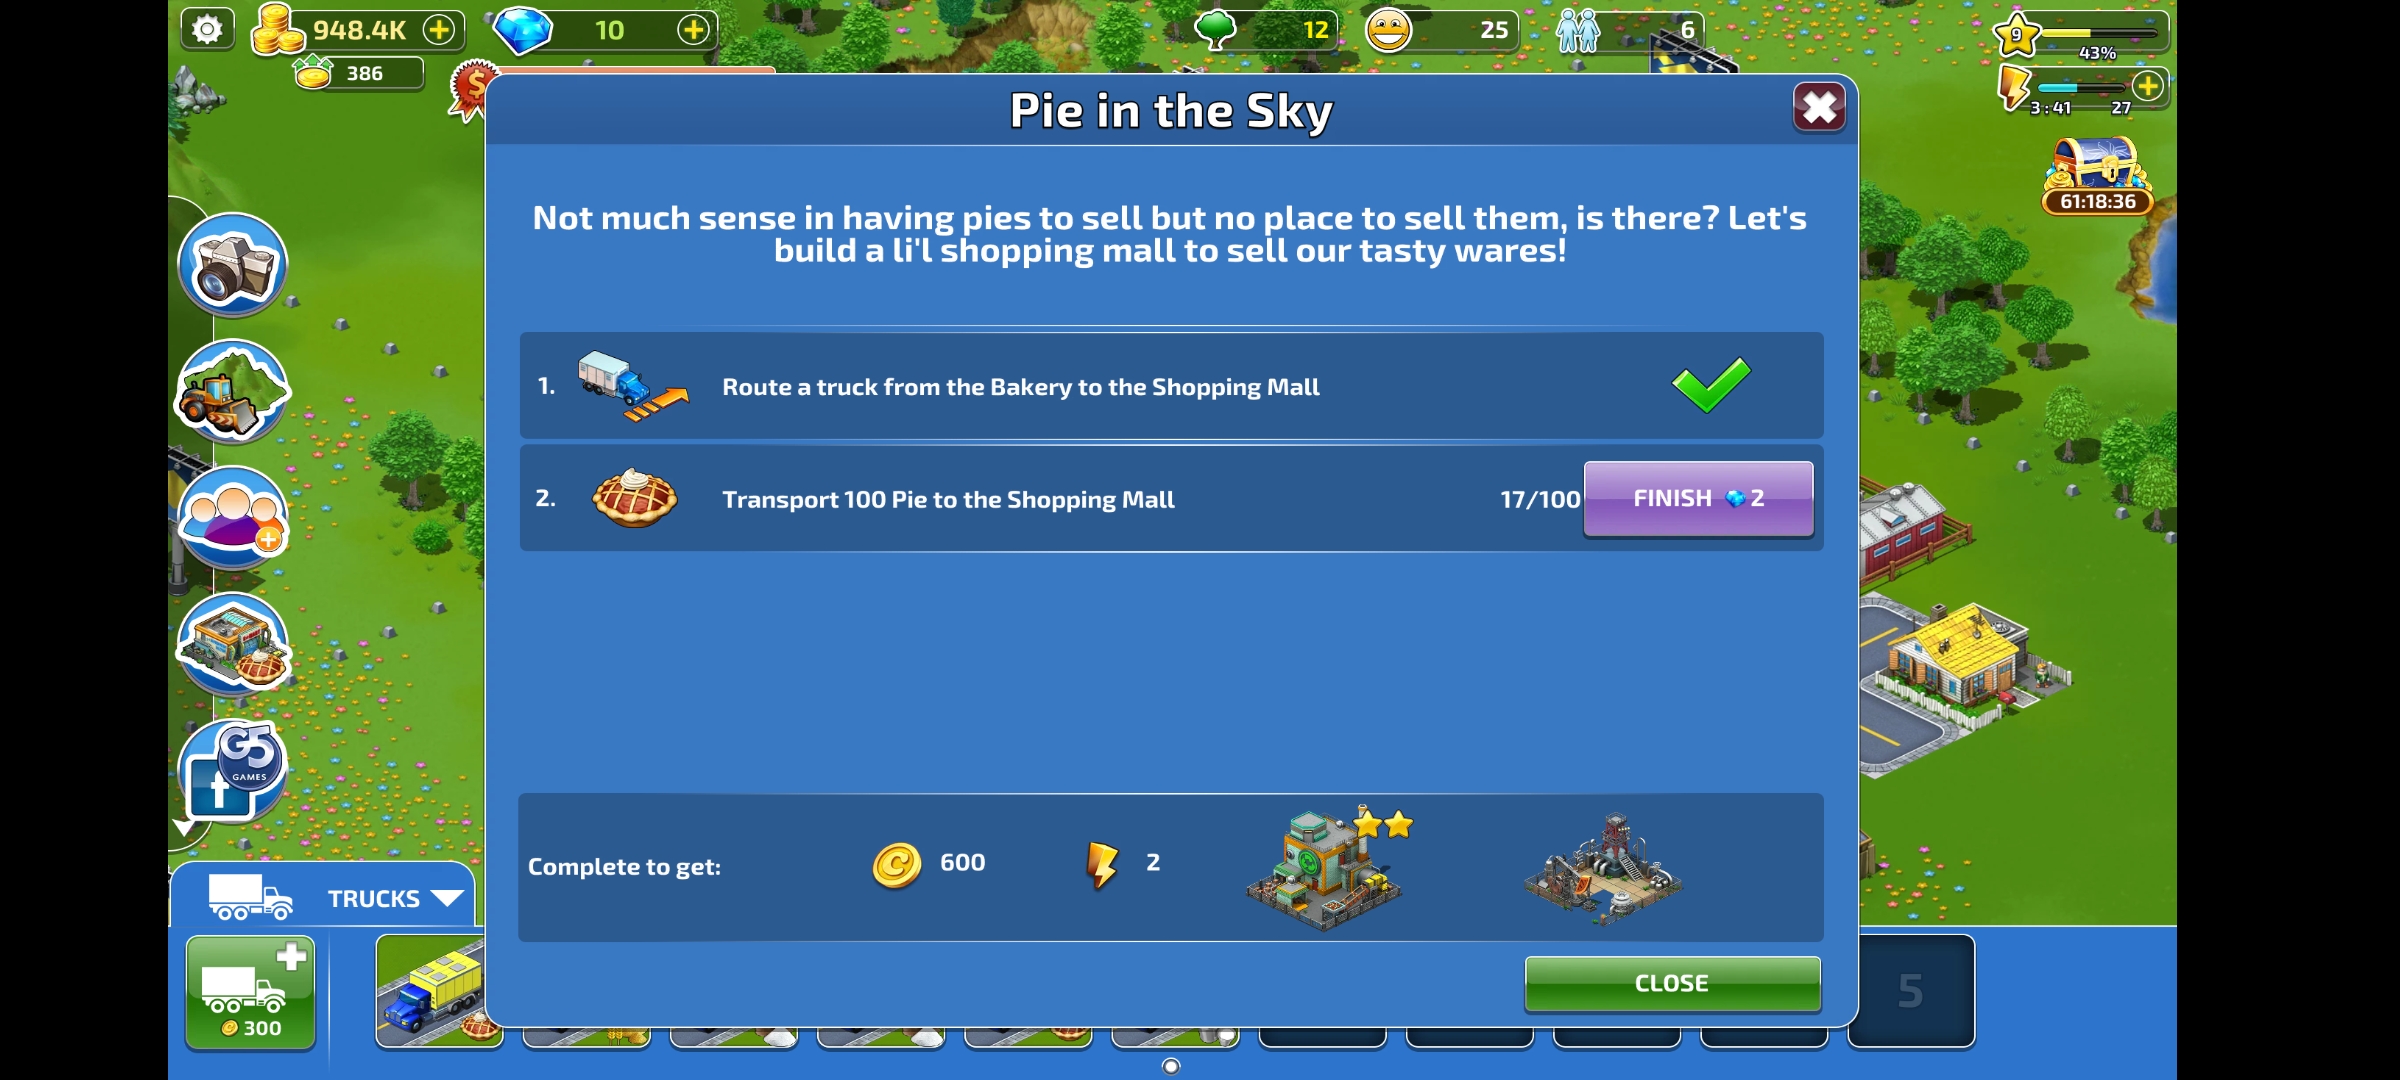 948.4K
10
12
25
6
9
43%
386
3:41
27
61:18:36
Pie in the Sky
Not much sense in having pies to sell but no place to sell them, is there? Let's
build a li'l shopping mall to sell our tasty wares!
1.
Route a truck from the Bakery to the Shopping Mall
2.
Transport 100 Pie to the Shopping Mall
17/100
FINISH 2
Complete to get:
600
2
CLOSE
G5
GAMES
f
TRUCKS
300
5